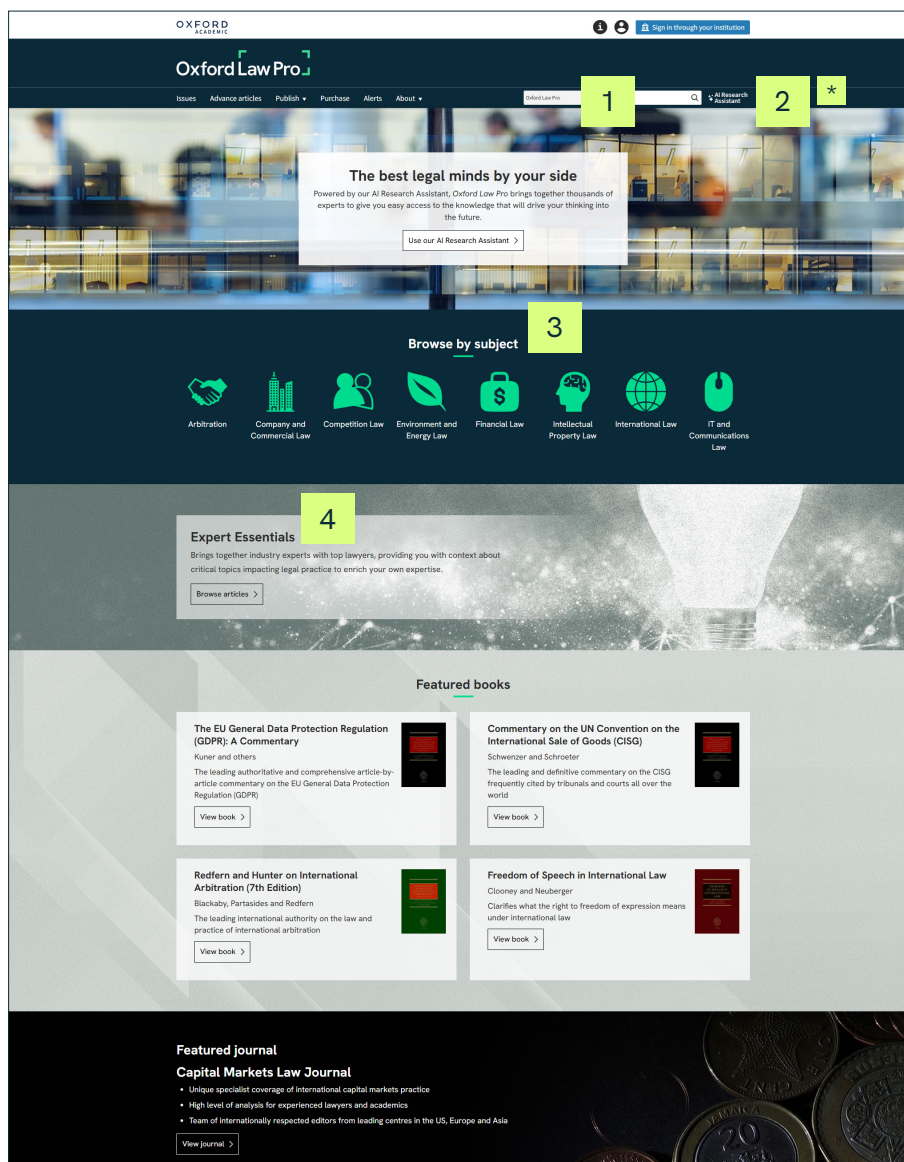 OXFORD
ACADEMIC
Sign in through your institution
Oxford Law Pro
Issues Advance articles Publish Purchase Alerts About
Oxford Law Pro
1
AI Research
Assistant
2
*
The best legal minds by your side
Powered by our AI Research Assistant, Oxford Law Pro brings together thousands of
experts to give you easy access to the knowledge that will drive your thinking into
the future.
Use our AI Research Assistant >
3
Browse by subject
Arbitration
Company and
Commercial Law
Competition Law
Environment and
Energy Law
Financial Law
Intellectual
Property Law
International Law
IT and
Communications
Law
4
Expert Essentials
Brings together industry experts with top lawyers, providing you with context about
critical topics impacting legal practice to enrich your own expertise.
Browse articles >
Featured books
The EU General Data Protection Regulation
(GDPR): A Commentary
Kuner and others
The leading authoritative and comprehensive article-by-
article commentary on the EU General Data Protection
Regulation (GDPR)
View book >
Commentary on the UN Convention on the
International Sale of Goods (CISG)
Schwenzer and Schroeter
The leading and definitive commentary on the CISG
frequently cited by tribunals and courts all over the
world
View book >
Redfern and Hunter on International
Arbitration (7th Edition)
Blackaby, Partasides and Redfern
The leading international authority on the law and
practice of international arbitration
View book >
Freedom of Speech in International Law
Clooney and Neuberger
Clarifies what the right to freedom of expression means
under international law
View book >
Featured journal
Capital Markets Law Journal
• Unique specialist coverage of international capital markets practice
• High level of analysis for experienced lawyers and academics
• Team of internationally respected editors from leading centres in the US, Europe and Asia
View journal >
JAMAICA
20